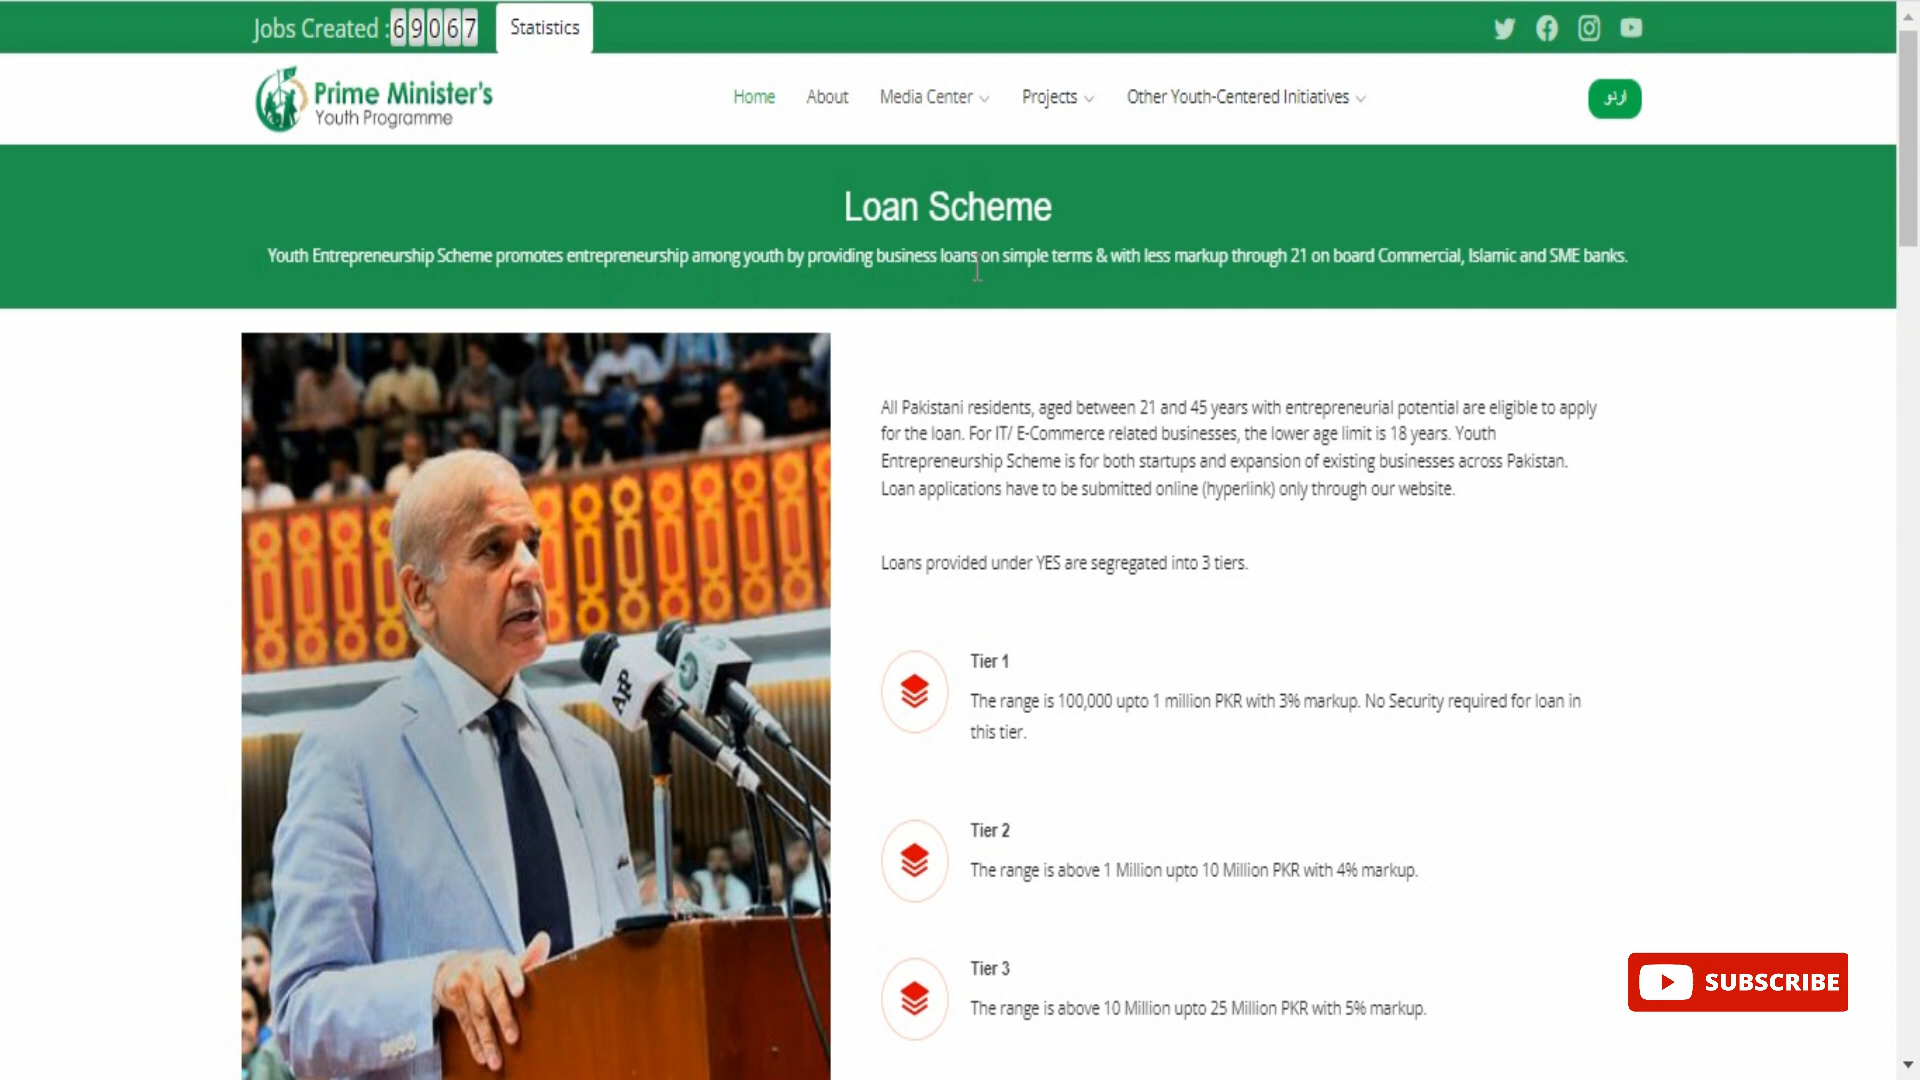 Jobs Created : 69067 Statistics
Prime Minister's
Youth Programme
Home About Media Center Projects Other Youth-Centered Initiatives اردو
Loan Scheme
Youth Entrepreneurship Scheme promotes entrepreneurship among youth by providing business loans on simple terms & with less markup through 21 on board Commercial, Islamic and SME banks.
All Pakistani residents, aged between 21 and 45 years with entrepreneurial potential are eligible to apply
for the loan. For IT/ E-Commerce related businesses, the lower age limit is 18 years. Youth
Entrepreneurship Scheme is for both startups and expansion of existing businesses across Pakistan.
Loan applications have to be submitted online (hyperlink) only through our website.
Loans provided under YES are segregated into 3 tiers.
Tier 1
The range is 100,000 upto 1 million PKR with 3% markup. No Security required for loan in
this tier.
APP
Tier 2
The range is above 1 Million upto 10 Million PKR with 4% markup.
Tier 3
The range is above 10 Million upto 25 Million PKR with 5% markup.
SUBSCRIBE